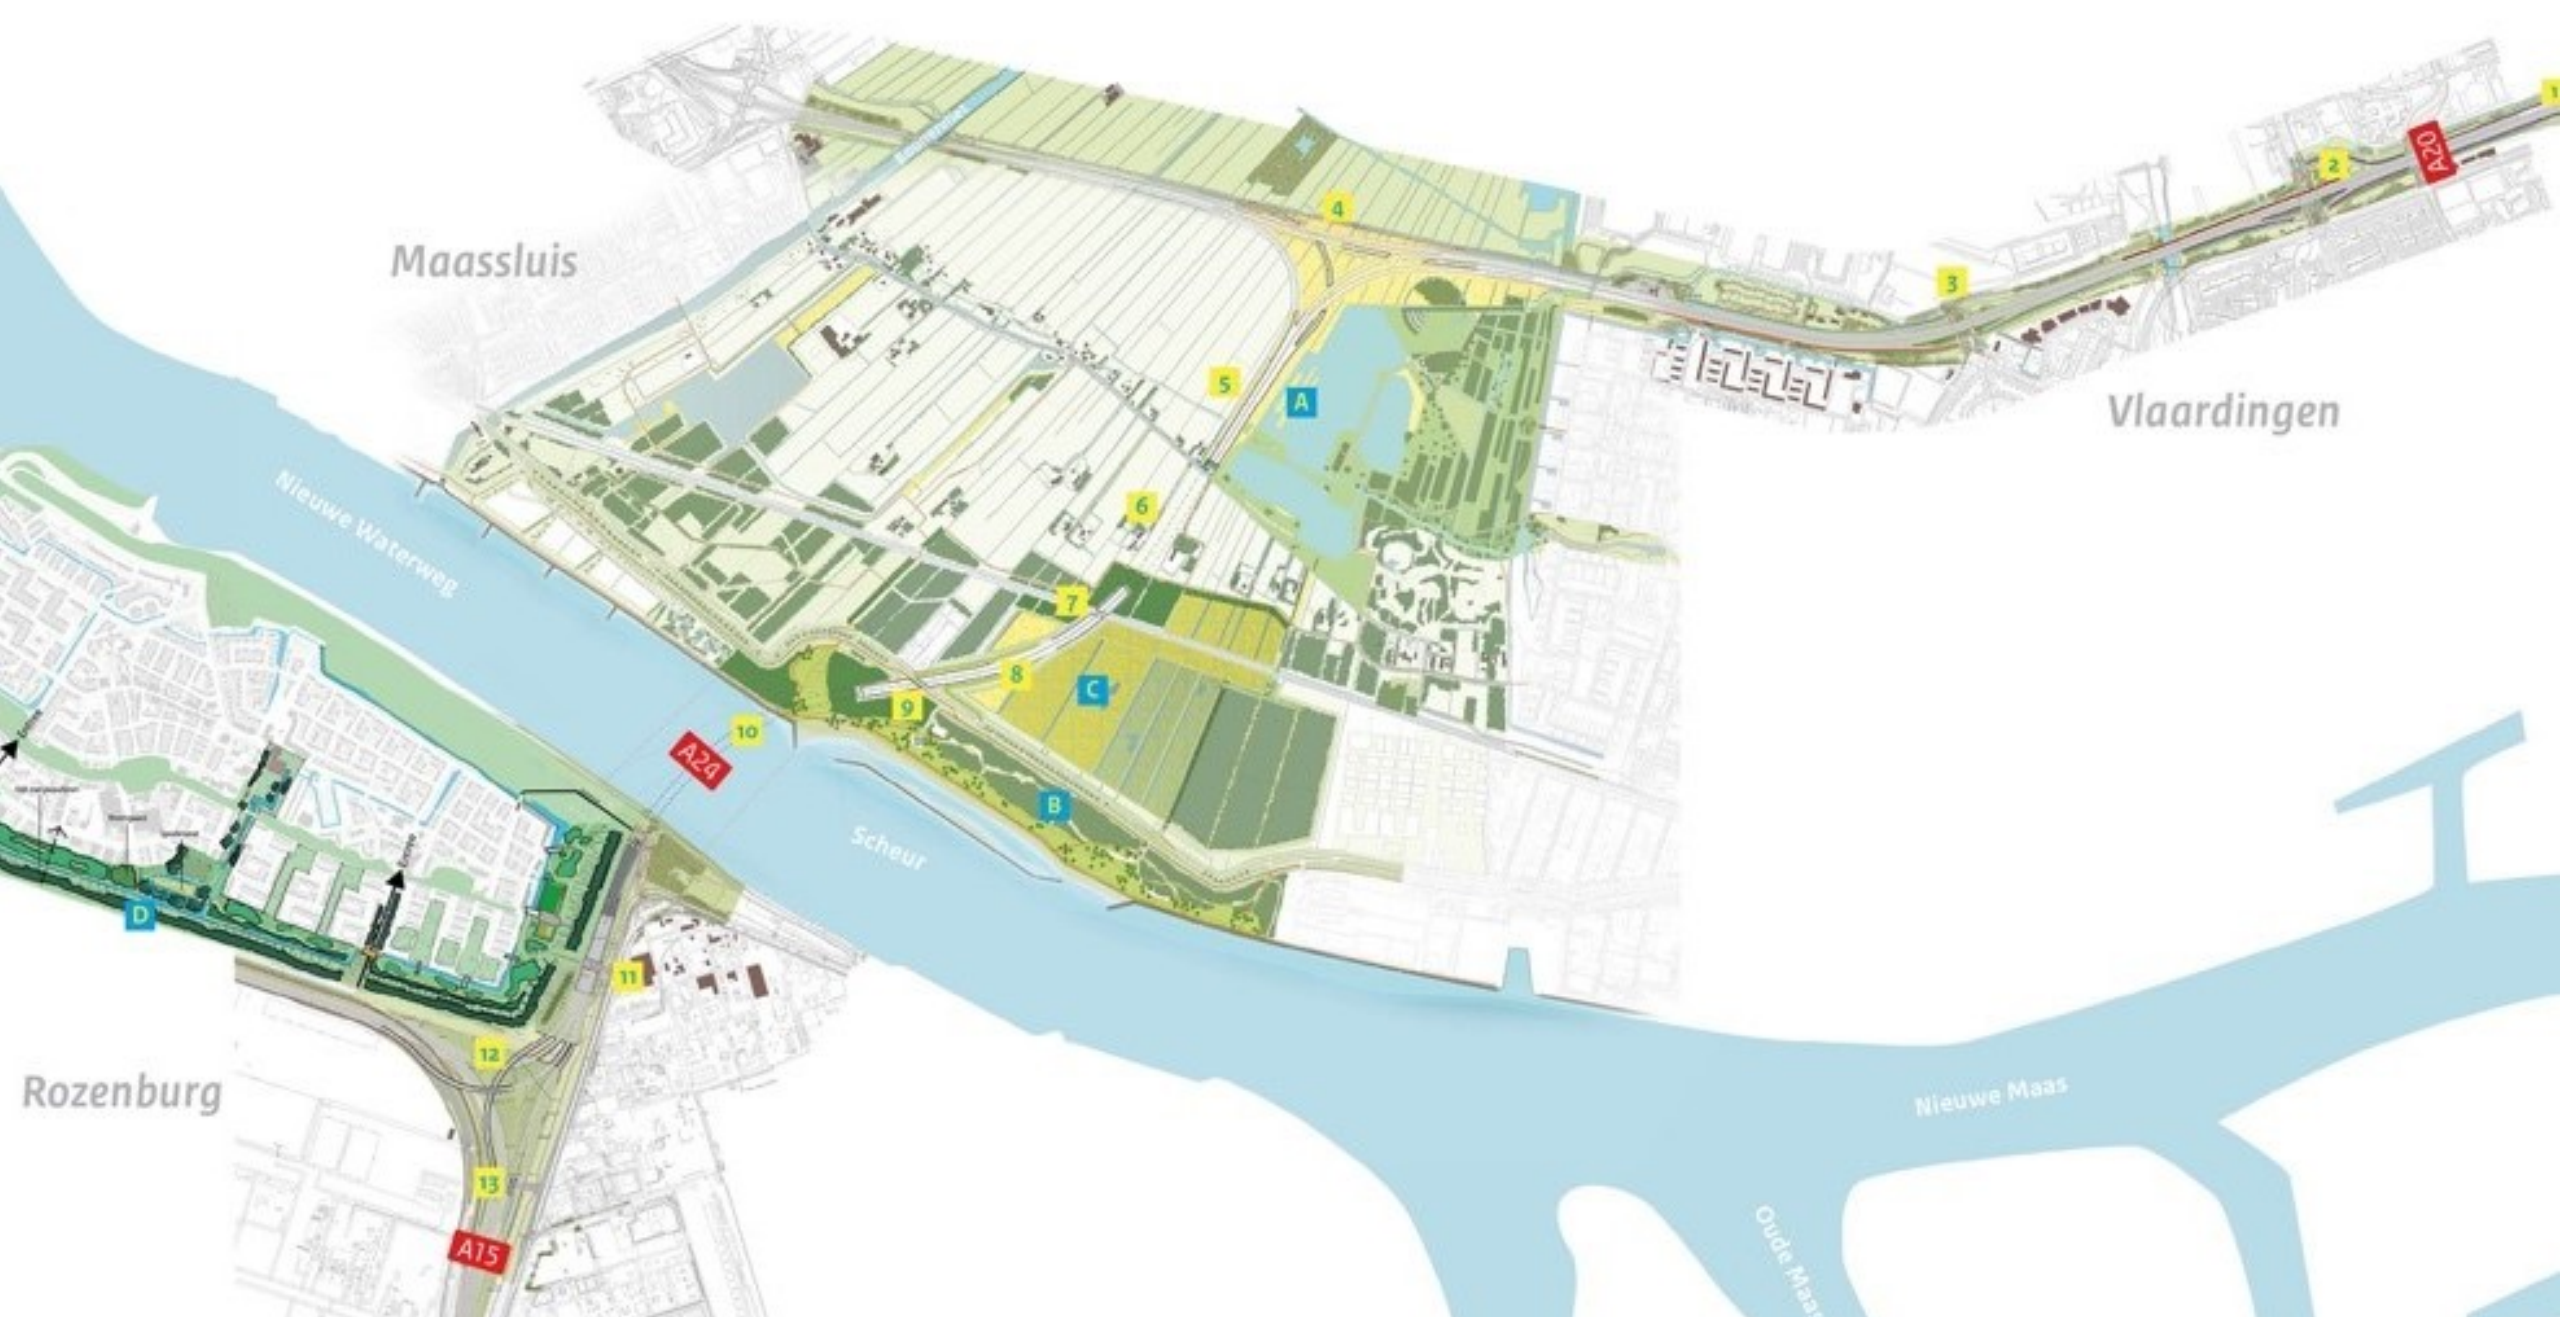 1
A20
2
4
Maassluis
3
5
A
Vlaardingen
6
Nieuwe Waterweg
7
8
C
9
10
A24
B
Scheur
D
11
12
Rozenburg
Nieuwe Maas
13
A15
Oude Maas